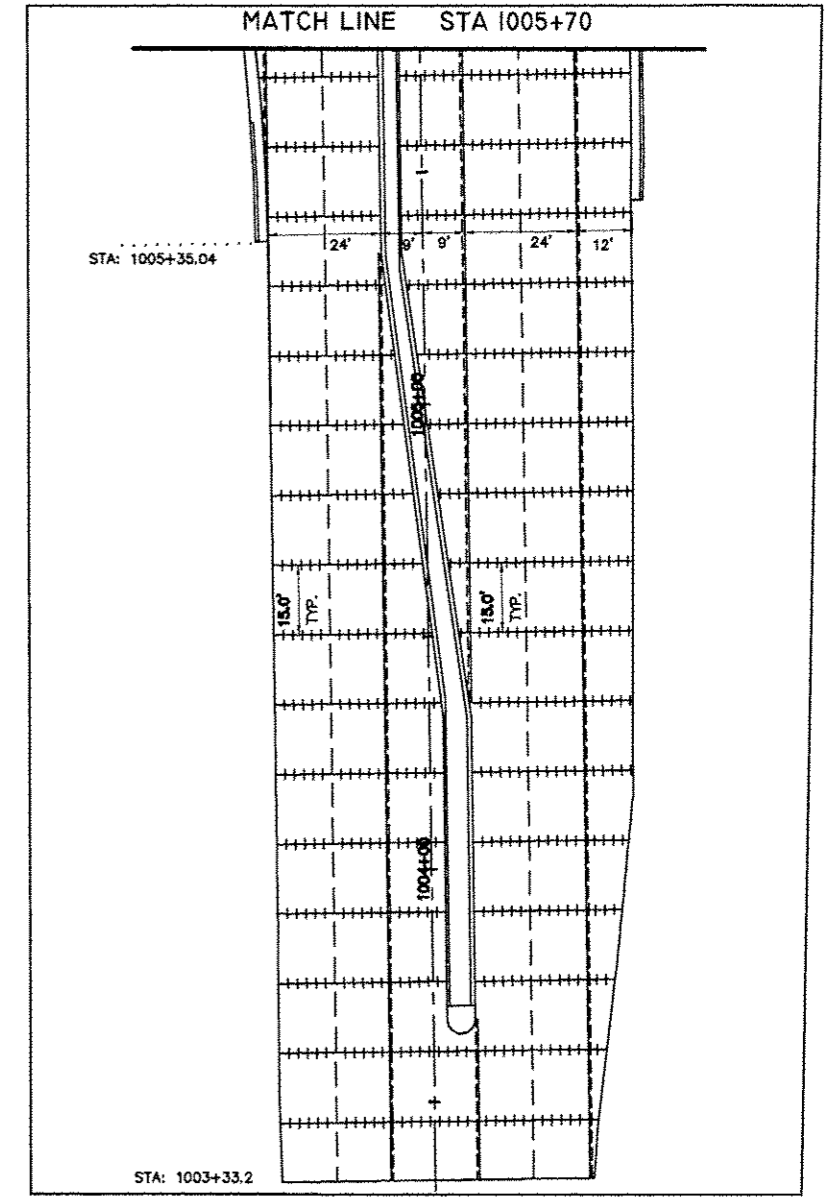 MATCH LINE STA 1005+70
24' 9' 9' 24' 12'
STA: 1005+35.04
1005+00
15.0' TYP.
15.0' TYP.
1004+00
STA: 1003+33.2